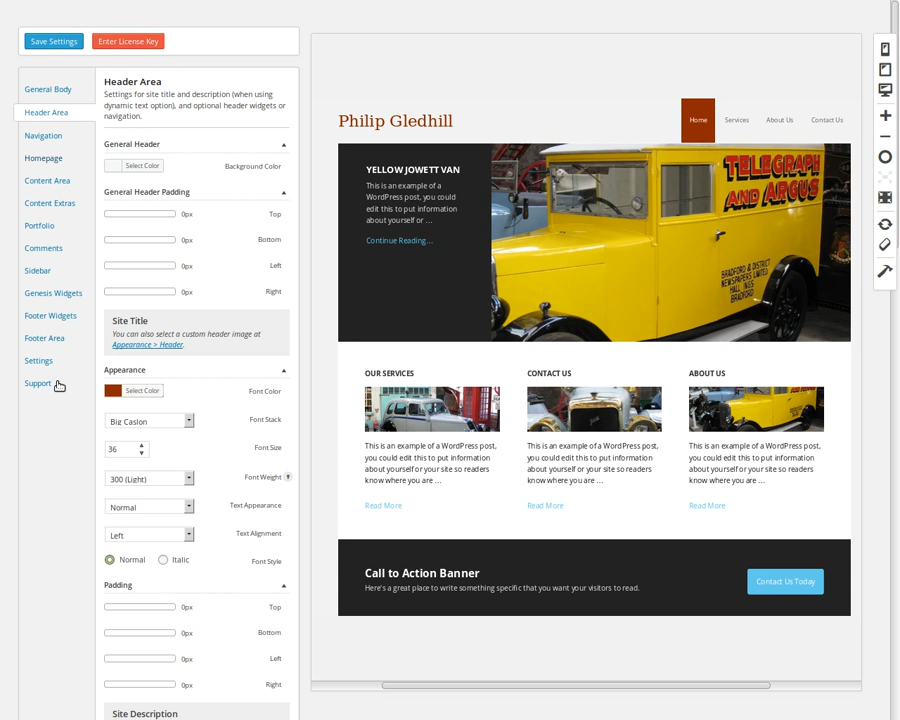 Save Settings
Enter License Key
General Body
Header Area
Navigation
Homepage
Content Area
Content Extras
Portfolio
Comments
Sidebar
Genesis Widgets
Footer Widgets
Footer Area
Settings
Support
Header Area
Settings for site title and description (when using
dynamic text option), and optional header widgets or
navigation.
General Header
Select Color
Background Color
General Header Padding
0px
Top
0px
Bottom
0px
Left
0px
Right
Site Title
You can also select a custom header image at
Appearance > Header.
Appearance
Select Color
Font Color
Big Caslon
Font Stack
36
Font Size
300 (Light)
Font Weight
Normal
Text Appearance
Left
Text Alignment
Normal
Italic
Font Style
Padding
0px
Top
0px
Bottom
0px
Left
0px
Right
Site Description
Philip Gledhill
Home
Services
About Us
Contact Us
YELLOW JOWETT VAN
This is an example of a
WordPress post, you could
edit this to put information
about yourself or ...
Continue Reading...
TELEGRAPH
AND ARGUS
BRADFORD & DISTRICT
NEWSPAPERS LIMITED
HALL INGS
BRADFORD
OUR SERVICES
This is an example of a WordPress post,
you could edit this to put information
about yourself or your site so readers
know where you are ...
Read More
CONTACT US
This is an example of a WordPress post,
you could edit this to put information
about yourself or your site so readers
know where you are ...
Read More
ABOUT US
This is an example of a WordPress post,
you could edit this to put information
about yourself or your site so readers
know where you are ...
Read More
Call to Action Banner
Here's a great place to write something specific that you want your visitors to read.
Contact Us Today